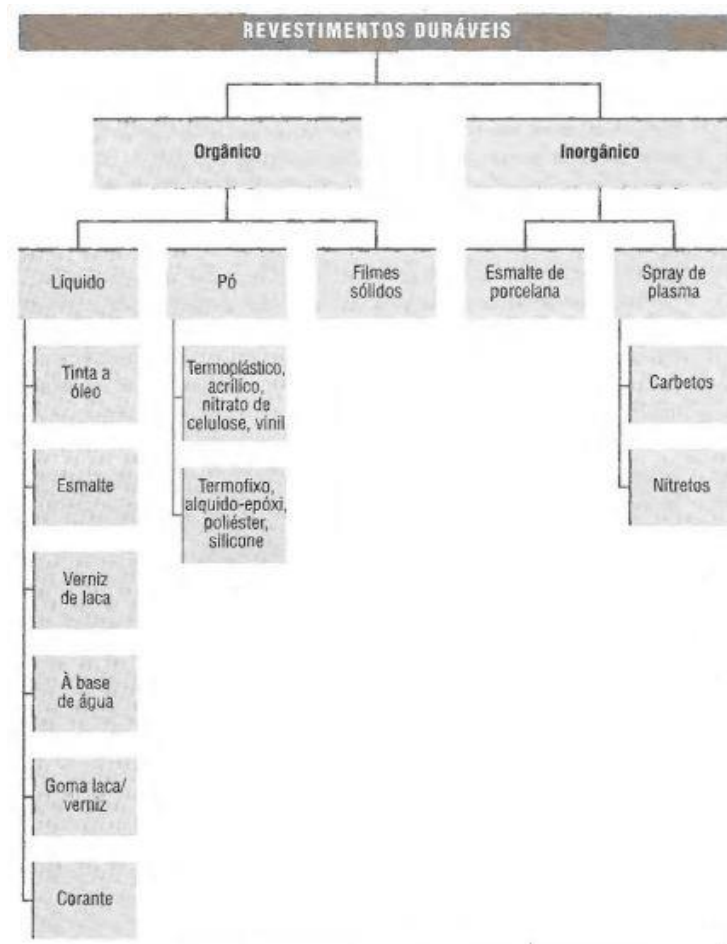 REVESTIMENTOS DURÁVEIS
Orgânico
Inorgânico
Líquido
Pó
Filmes
sólidos
Esmalte de
porcelana
Spray de
plasma
Tinta a
óleo
Esmalte
Verniz
de laca
À base
de água
Goma laca/
verniz
Corante
Termoplástico,
acrílico,
nitrato de
celulose, vinil
Termofixo,
alquido-epóxi,
poliéster,
silicone
Carbetos
Nitretos